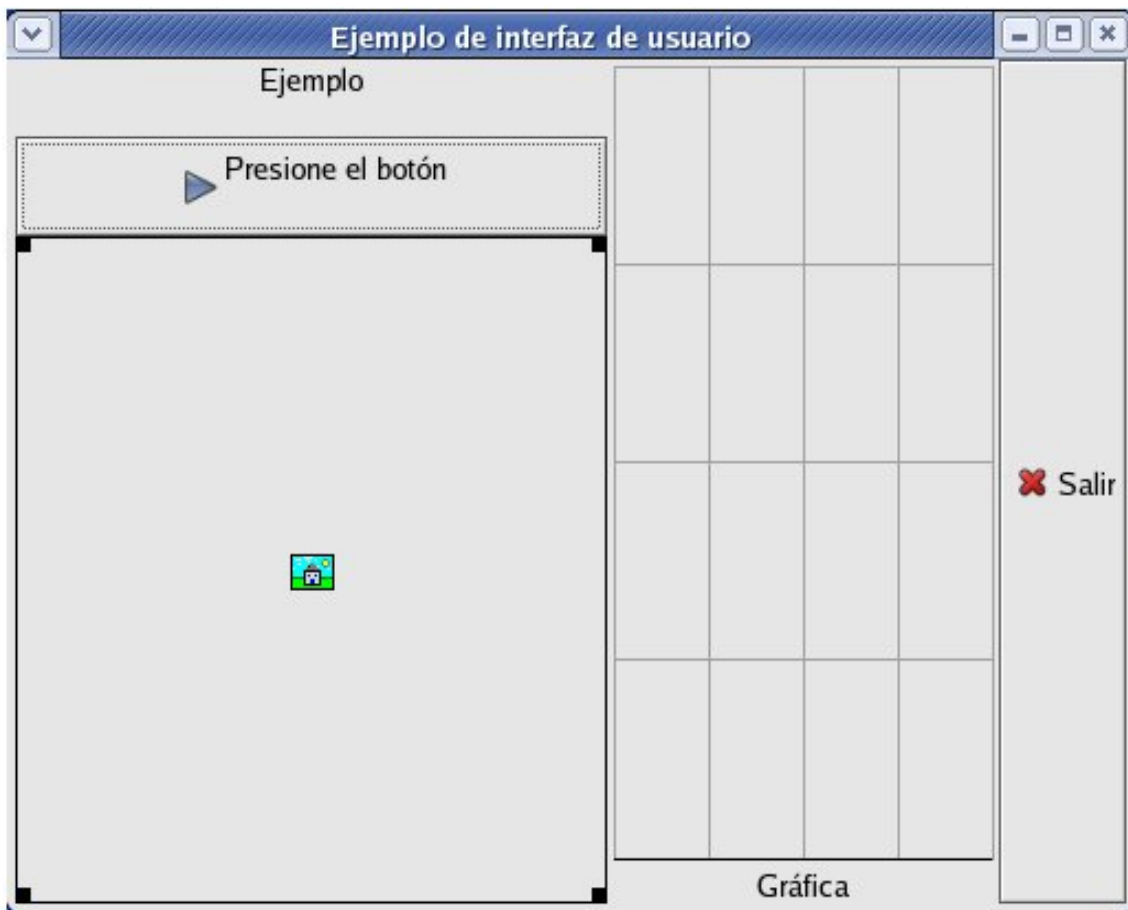 Ejemplo de interfaz de usuario
Ejemplo
Presione el botón
Salir
Gráfica